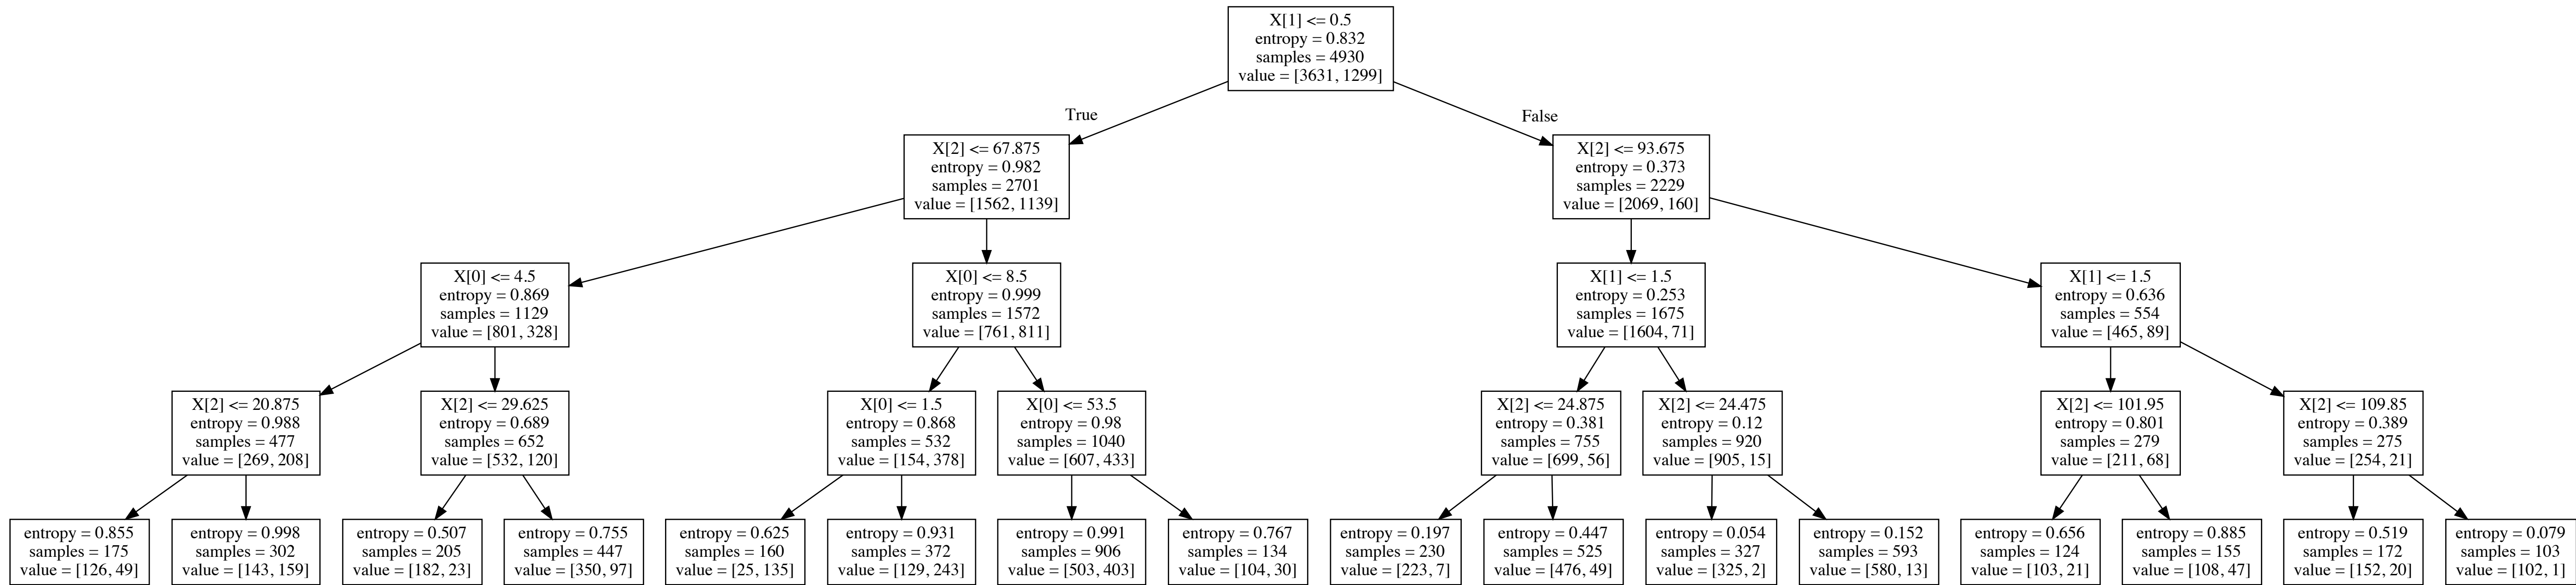 X[1] <= 0.5
entropy = 0.832
samples = 4930
value = [3631, 1299]
True
False
X[2] <= 67.875
entropy = 0.982
samples = 2701
value = [1562, 1139]
X[2] <= 93.675
entropy = 0.373
samples = 2229
value = [2069, 160]
X[0] <= 4.5
entropy = 0.869
samples = 1129
value = [801, 328]
X[0] <= 8.5
entropy = 0.999
samples = 1572
value = [761, 811]
X[1] <= 1.5
entropy = 0.253
samples = 1675
value = [1604, 71]
X[1] <= 1.5
entropy = 0.636
samples = 554
value = [465, 89]
X[2] <= 20.875
entropy = 0.988
samples = 477
value = [269, 208]
X[2] <= 29.625
entropy = 0.689
samples = 652
value = [532, 120]
X[0] <= 1.5
entropy = 0.868
samples = 532
value = [154, 378]
X[0] <= 53.5
entropy = 0.98
samples = 1040
value = [607, 433]
X[2] <= 24.875
entropy = 0.381
samples = 755
value = [699, 56]
X[2] <= 24.475
entropy = 0.12
samples = 920
value = [905, 15]
X[2] <= 101.95
entropy = 0.801
samples = 279
value = [211, 68]
X[2] <= 109.85
entropy = 0.389
samples = 275
value = [254, 21]
entropy = 0.855
samples = 175
value = [126, 49]
entropy = 0.998
samples = 302
value = [143, 159]
entropy = 0.507
samples = 205
value = [182, 23]
entropy = 0.755
samples = 447
value = [350, 97]
entropy = 0.625
samples = 160
value = [25, 135]
entropy = 0.931
samples = 372
value = [129, 243]
entropy = 0.991
samples = 906
value = [503, 403]
entropy = 0.767
samples = 134
value = [104, 30]
entropy = 0.197
samples = 230
value = [223, 7]
entropy = 0.447
samples = 525
value = [476, 49]
entropy = 0.054
samples = 327
value = [325, 2]
entropy = 0.152
samples = 593
value = [580, 13]
entropy = 0.656
samples = 124
value = [103, 21]
entropy = 0.885
samples = 155
value = [108, 47]
entropy = 0.519
samples = 172
value = [152, 20]
entropy = 0.079
samples = 103
value = [102, 1]